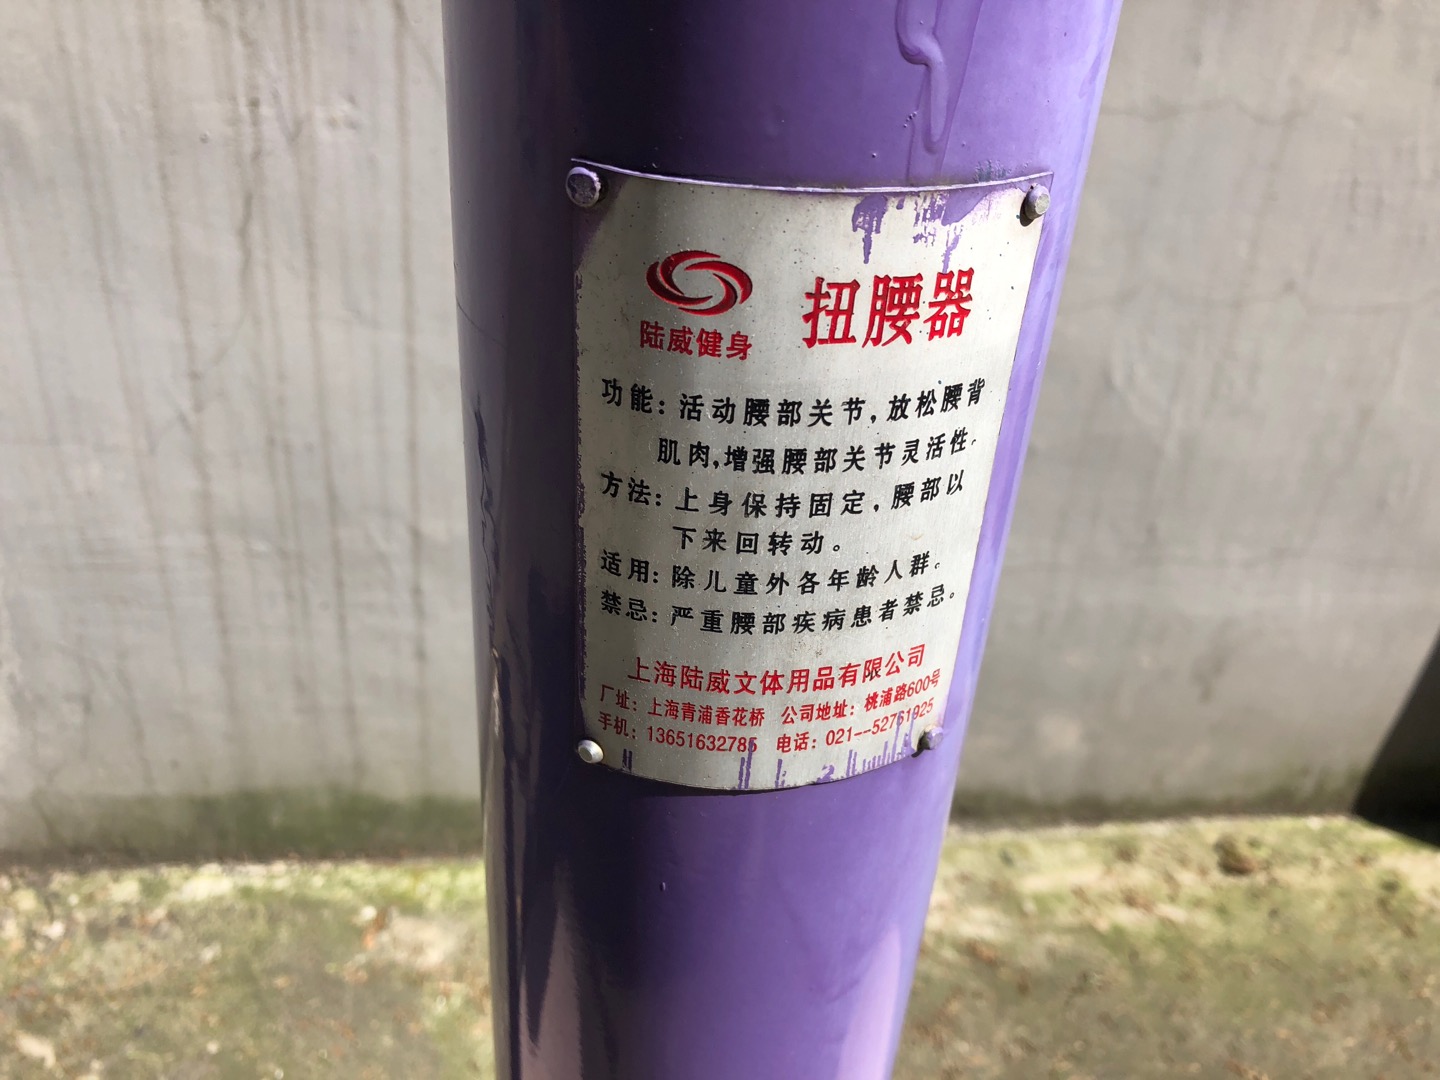 陆威健身
扭腰器
功能：活动腰部关节，放松腰背
肌肉，增强腰部关节灵活性。
方法：上身保持固定，腰部以
下来回转动。
适用：除儿童外各年龄人群。
禁忌：严重腰部疾病患者禁忌。
上海陆威文体用品有限公司
厂址：上海青浦香花桥 公司地址：桃浦路600号
手机：13651632785 电话：021--52761925